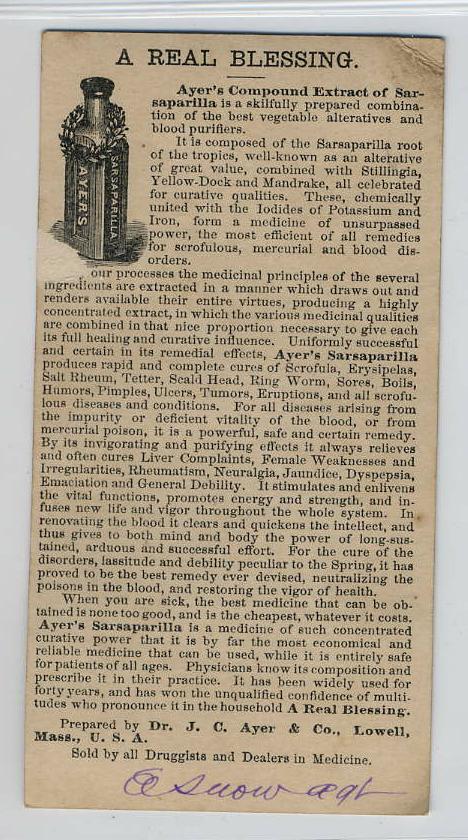 A REAL BLESSING.
SARSAPARILLA
AYER'S
Ayer's Compound Extract of Sar-
saparilla is a skilfully prepared combina-
tion of the best vegetable alteratives and
blood purifiers.
It is composed of the Sarsaparilla root
of the tropics, well-known as an alterative
of great value, combined with Stillingia,
Yellow-Dock and Mandrake, all celebrated
for curative qualities. These, chemically
united with the Iodides of Potassium and
Iron, form a medicine of unsurpassed
power, the most efficient of all remedies
for scrofulous, mercurial and blood dis-
orders.
our processes the medicinal principles of the several
ingredients are extracted in a manner which draws out and
renders available their entire virtues, producing a highly
concentrated extract, in which the various medicinal qualities
are combined in that nice proportion necessary to give each
its full healing and curative influence. Uniformly successful
and certain in its remedial effects, Ayer's Sarsaparilla
produces rapid and complete cures of Scrofula, Erysipelas,
Salt Rheum, Tetter, Scald Head, Ring Worm, Sores, Boils,
Humors, Pimples, Ulcers, Tumors, Eruptions, and all scrofu-
lous diseases and conditions. For all diseases arising from
the impurity or deficient vitality of the blood, or from
mercurial poison, it is a powerful, safe and certain remedy.
By its invigorating and purifying effects it always relieves
and often cures Liver Complaints, Female Weaknesses and
Irregularities, Rheumatism, Neuralgia, Jaundice, Dyspepsia,
Emaciation and General Debility. It stimulates and enlivens
the vital functions, promotes energy and strength, and in-
fuses new life and vigor throughout the whole system. In
renovating the blood it clears and quickens the intellect, and
thus gives to both mind and body the power of long-sus-
tained, arduous and successful effort. For the cure of the
disorders, lassitude and debility peculiar to the Spring, it has
proved to be the best remedy ever devised, neutralizing the
poisons in the blood, and restoring the vigor of health.
When you are sick, the best medicine that can be ob-
tained is none too good, and is the cheapest, whatever it costs.
Ayer's Sarsaparilla is a medicine of such concentrated
curative power that it is by far the most economical and
reliable medicine that can be used, while it is entirely safe
for patients of all ages. Physicians know its composition and
prescribe it in their practice. It has been widely used for
forty years, and has won the unqualified confidence of multi-
tudes who pronounce it in the household A Real Blessing.
Prepared by Dr. J. C. Ayer & Co., Lowell,
Mass., U. S. A.
Sold by all Druggists and Dealers in Medicine.
snow agt